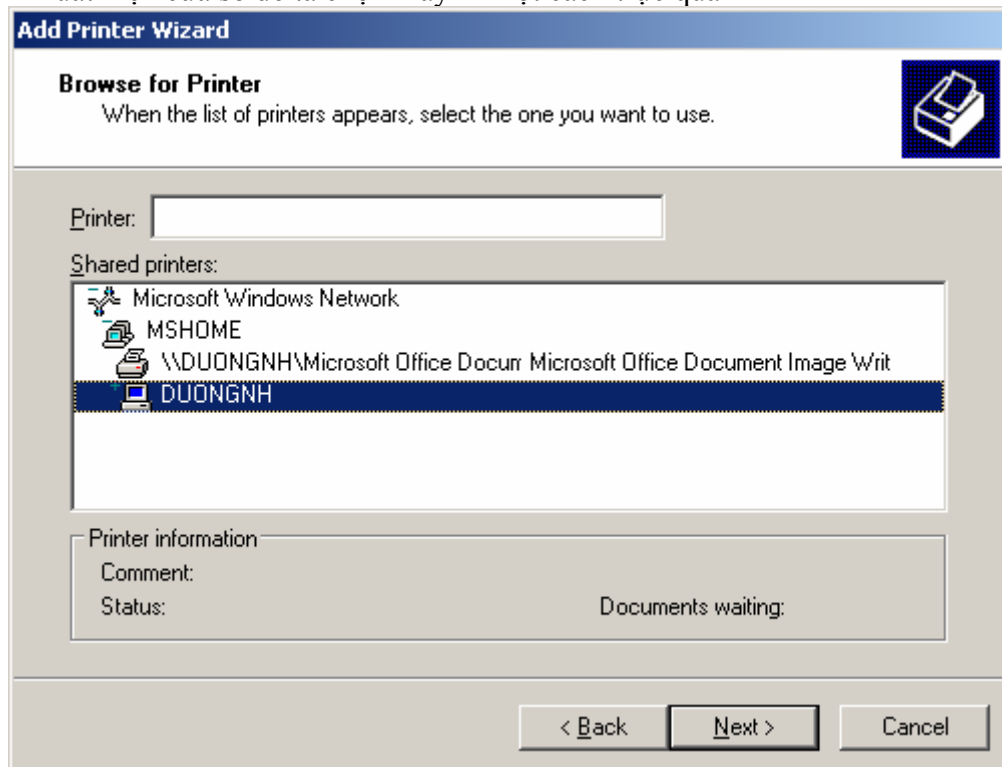 Add Printer Wizard
Browse for Printer
When the list of printers appears, select the one you want to use.
Printer:
Shared printers:
Microsoft Windows Network
MSHOME
\\DUONGNH\Microsoft Office Docum Microsoft Office Document Image Writ
DUONGNH
Printer information
Comment:
Status: Documents waiting:
< Back Next > Cancel